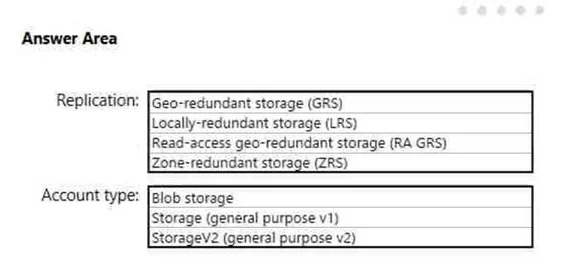 Answer Area
Replication:
Geo-redundant storage (GRS)
Locally-redundant storage (LRS)
Read-access geo-redundant storage (RA GRS)
Zone-redundant storage (ZRS)
Account type:
Blob storage
Storage (general purpose v1)
StorageV2 (general purpose v2)